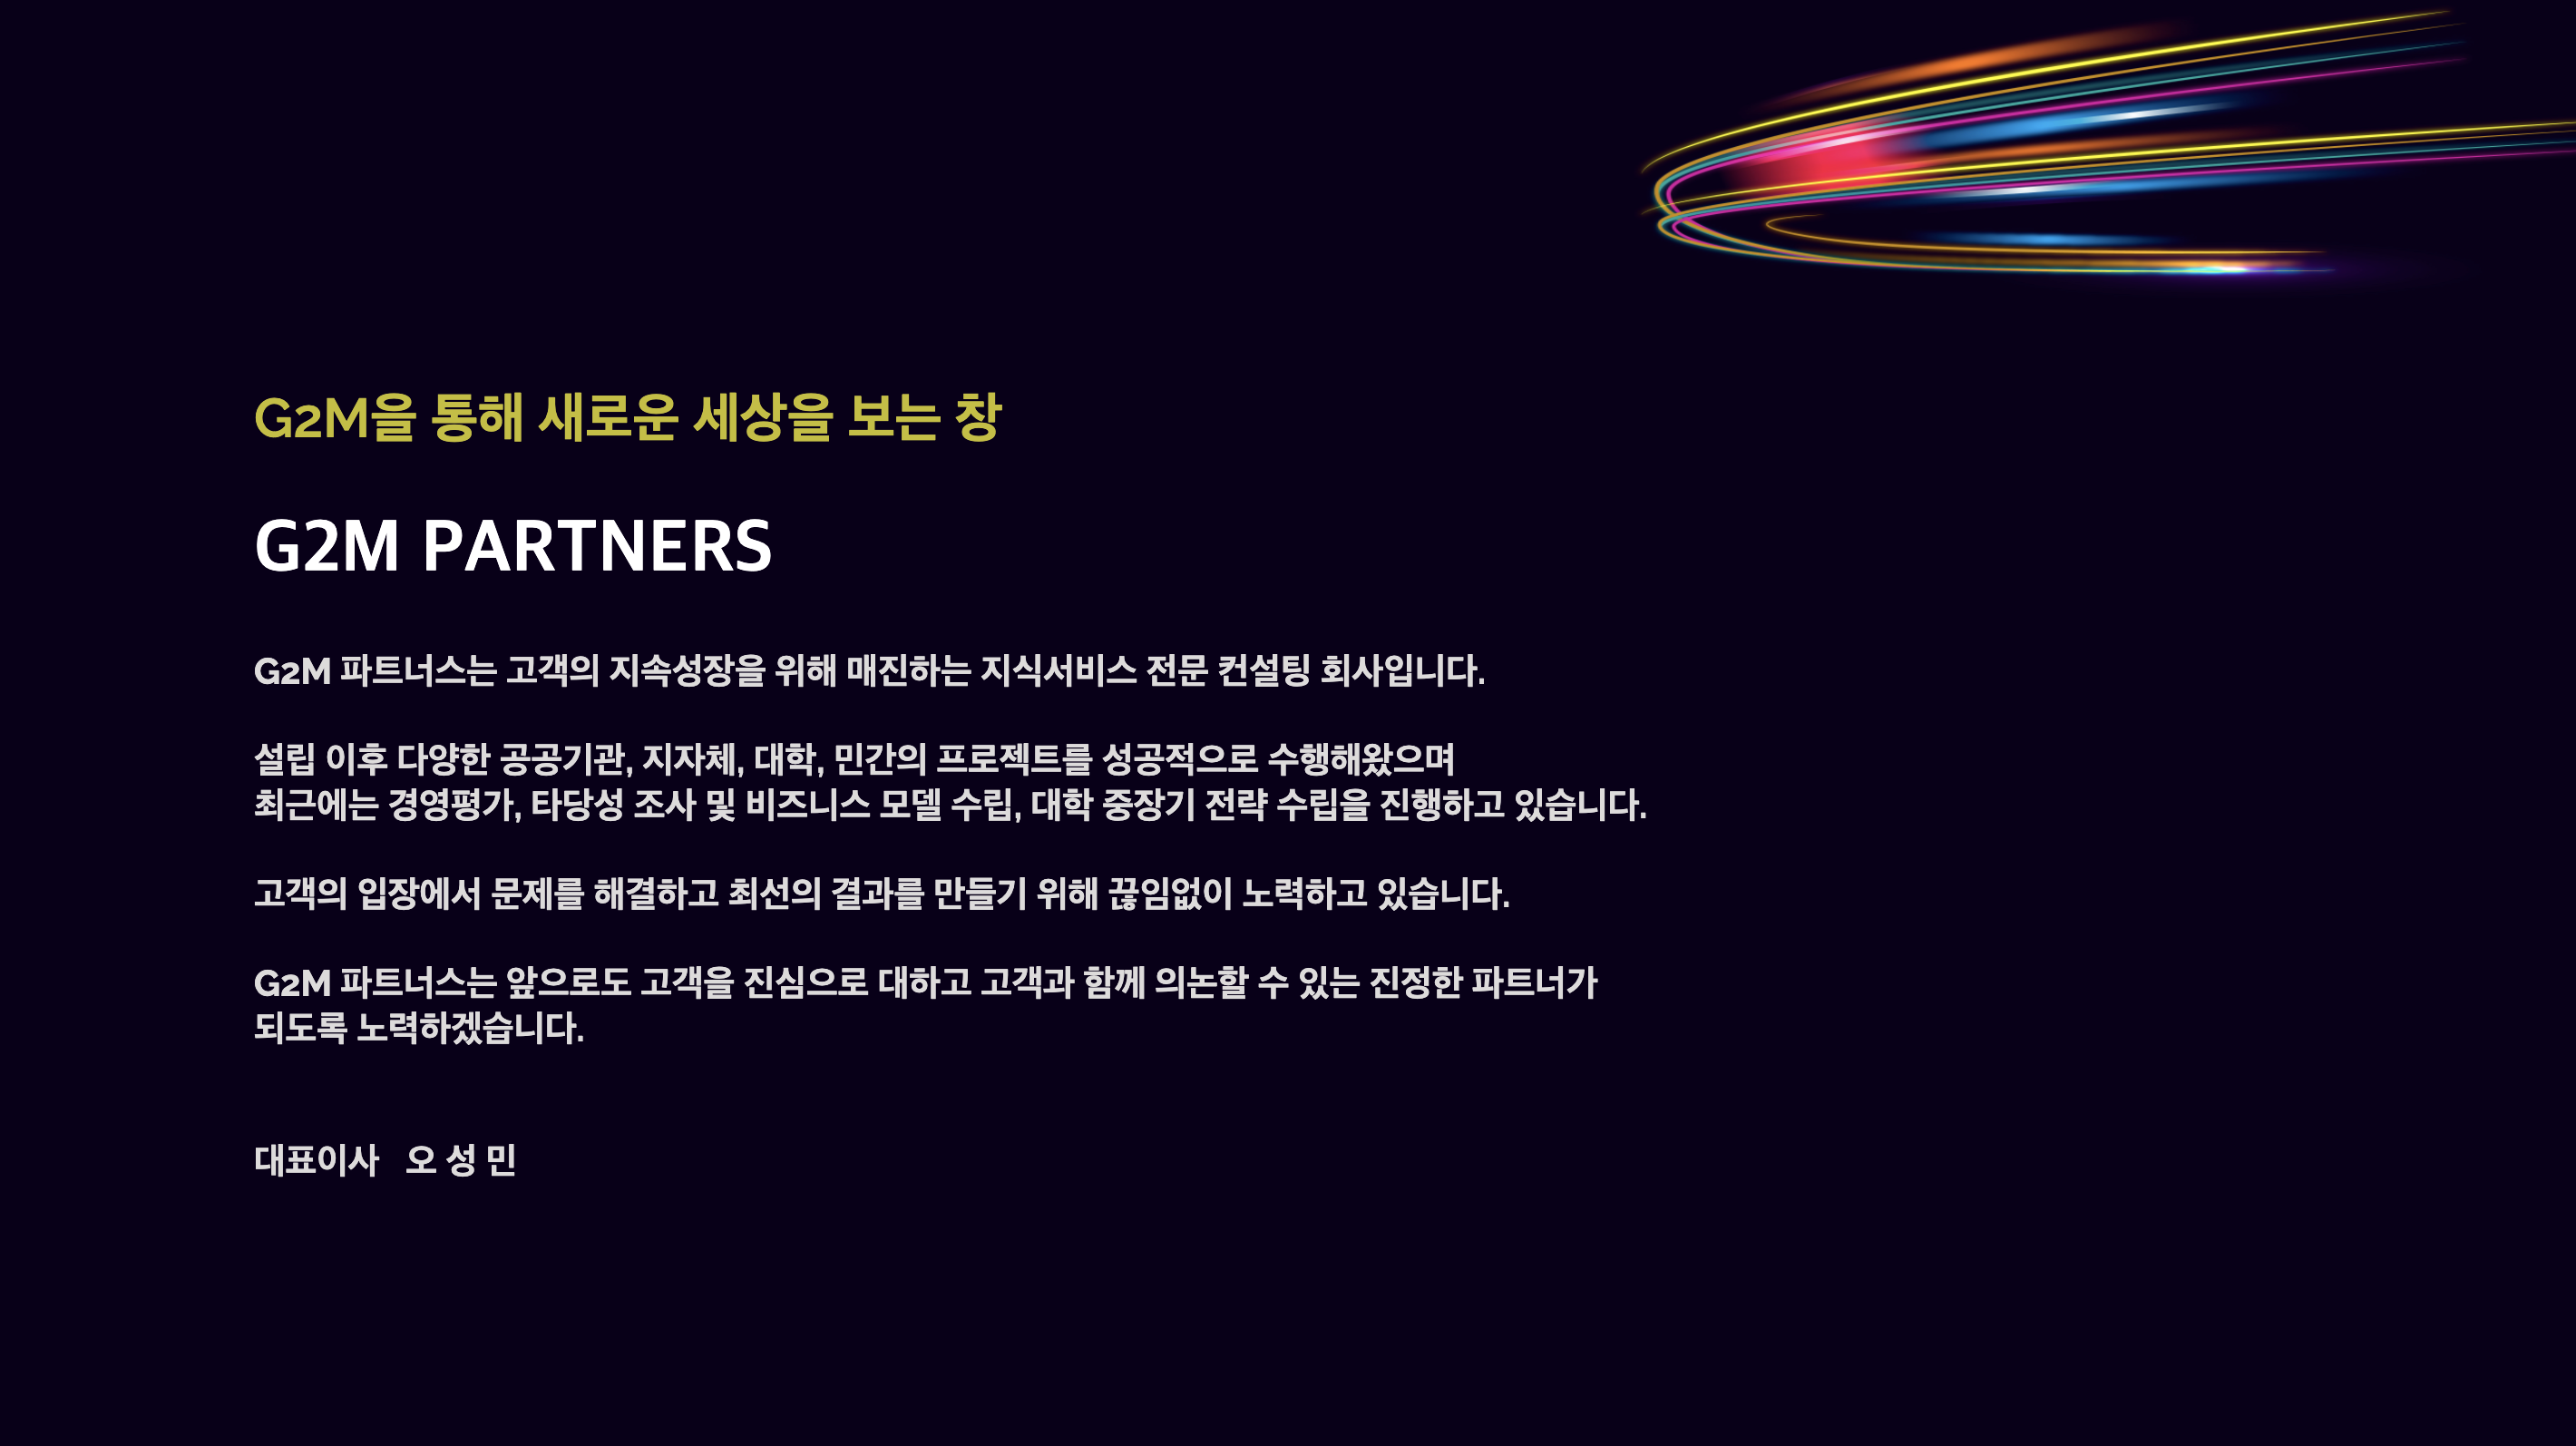 G2M을 통해 새로운 세상을 보는 창
G2M PARTNERS
G2M 파트너스는 고객의 지속성장을 위해 매진하는 지식서비스 전문 컨설팅 회사입니다.
설립 이후 다양한 공공기관, 지자체, 대학, 민간의 프로젝트를 성공적으로 수행해왔으며
최근에는 경영평가, 타당성 조사 및 비즈니스 모델 수립, 대학 중장기 전략 수립을 진행하고 있습니다.
고객의 입장에서 문제를 해결하고 최선의 결과를 만들기 위해 끊임없이 노력하고 있습니다.
G2M 파트너스는 앞으로도 고객을 진심으로 대하고 고객과 함께 의논할 수 있는 진정한 파트너가
되도록 노력하겠습니다.
대표이사 오 성 민